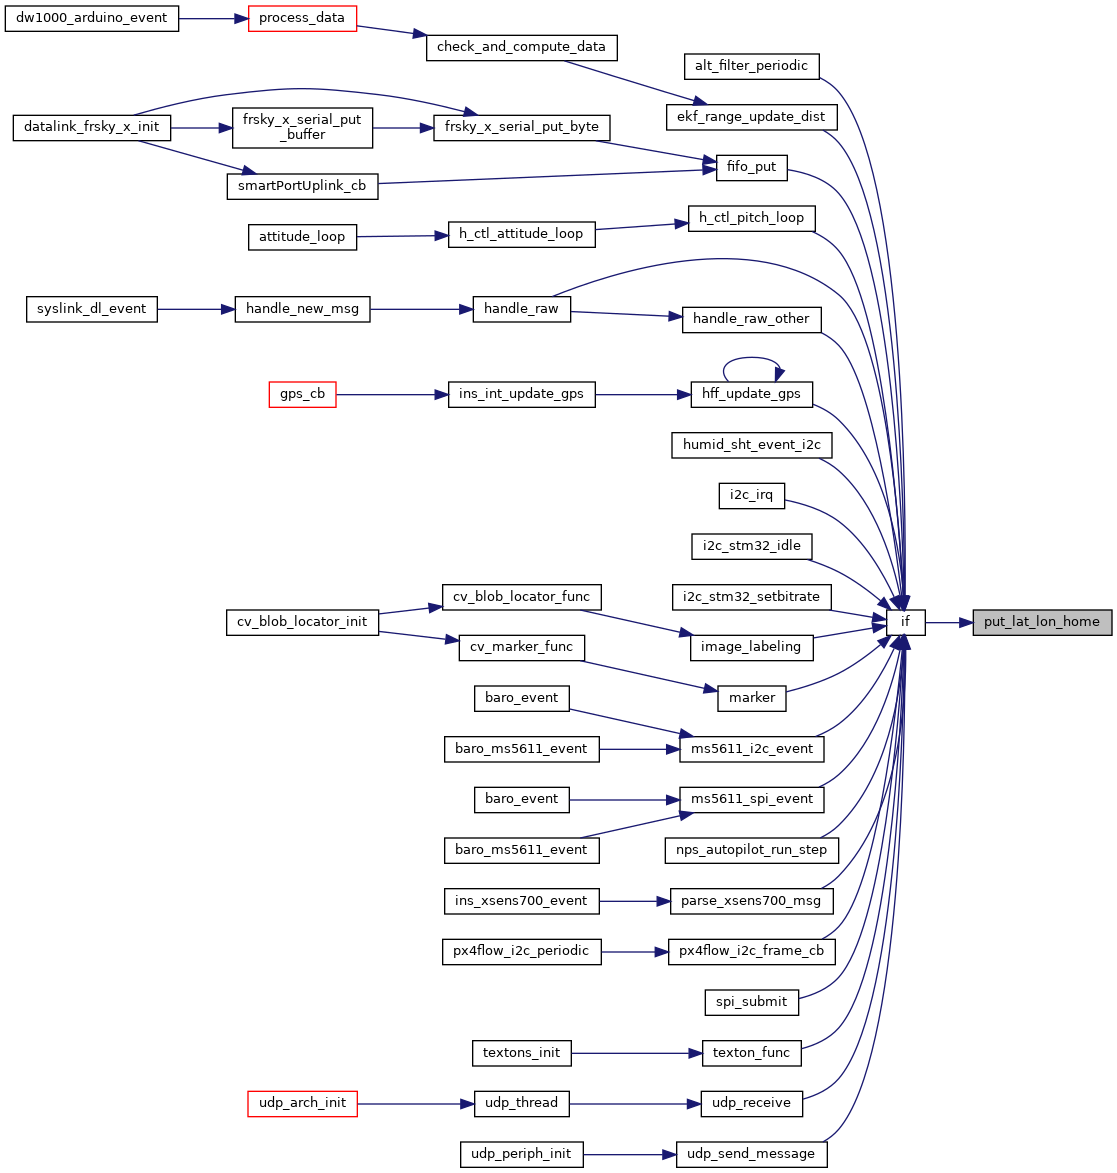 dw1000_arduino_event
process_data
check_and_compute_data
alt_filter_periodic
ekf_range_update_dist
datalink_frsky_x_init
frsky_x_serial_put
_buffer
frsky_x_serial_put_byte
fifo_put
smartPortUplink_cb
h_ctl_pitch_loop
attitude_loop
h_ctl_attitude_loop
syslink_dl_event
handle_new_msg
handle_raw
handle_raw_other
gps_cb
ins_int_update_gps
hff_update_gps
humid_sht_event_i2c
i2c_irq
i2c_stm32_idle
i2c_stm32_setbitrate
cv_blob_locator_func
cv_blob_locator_init
if
put_lat_lon_home
cv_marker_func
image_labeling
marker
baro_event
baro_ms5611_event
ms5611_i2c_event
baro_event
ms5611_spi_event
baro_ms5611_event
nps_autopilot_run_step
ins_xsens700_event
parse_xsens700_msg
px4flow_i2c_periodic
px4flow_i2c_frame_cb
spi_submit
textons_init
texton_func
udp_arch_init
udp_thread
udp_receive
udp_periph_init
udp_send_message